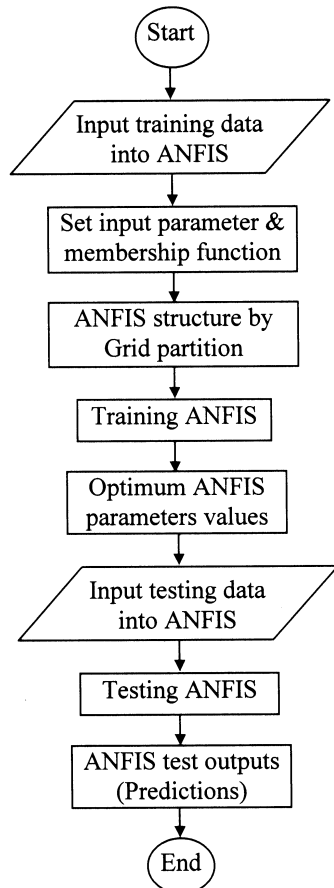 Start
Input training data
into ANFIS
Set input parameter &
membership function
ANFIS structure by
Grid partition
Training ANFIS
Optimum ANFIS
parameters values
Input testing data
into ANFIS
Testing ANFIS
ANFIS test outputs
(Predictions)
End